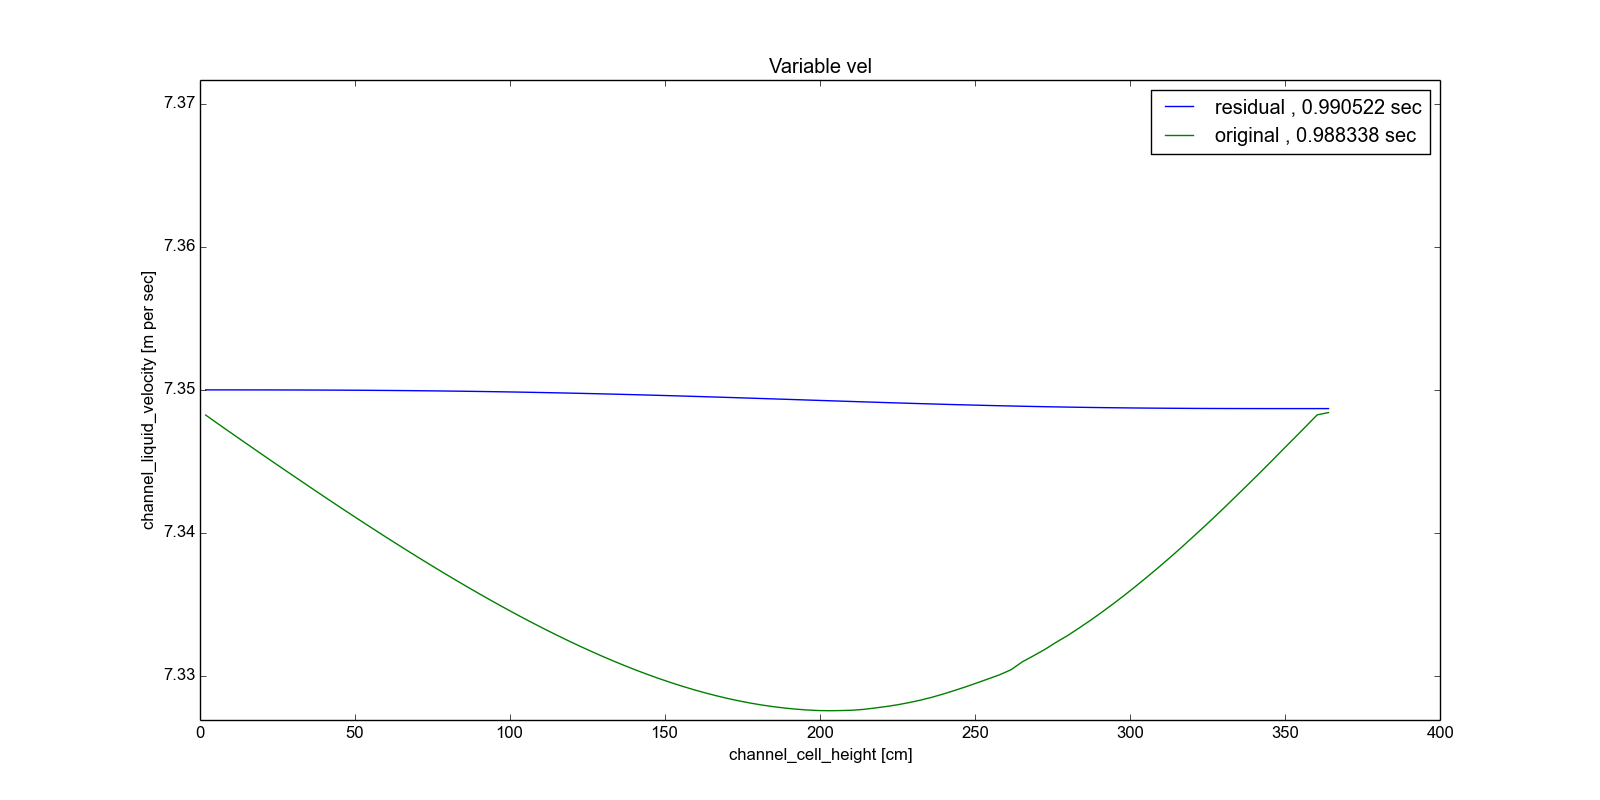 Variable vel
residual , 0.990522 sec
original , 0.988338 sec
channel_liquid_velocity [m per sec]
7.37
7.36
7.35
7.34
7.33
0 50 100 150 200 250 300 350 400
channel_cell_height [cm]